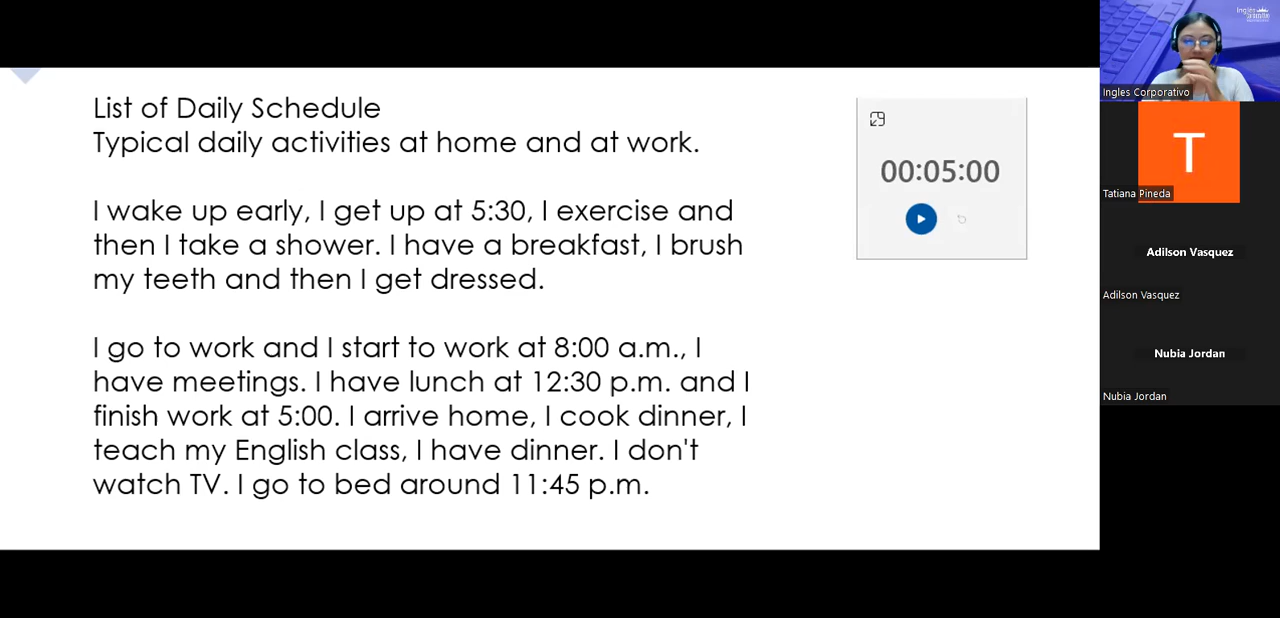 List of Daily Schedule
Typical daily activities at home and at work.
I wake up early, I get up at 5:30, I exercise and
then I take a shower. I have a breakfast, I brush
my teeth and then I get dressed.
I go to work and I start to work at 8:00 a.m., I
have meetings. I have lunch at 12:30 p.m. and I
finish work at 5:00. I arrive home, I cook dinner, I
teach my English class, I have dinner. I don't
watch TV. I go to bed around 11:45 p.m.
00:05:00
Ingles Corporativo
T
Tatiana Pineda
Adilson Vasquez
Adilson Vasquez
Nubia Jordan
Nubia Jordan